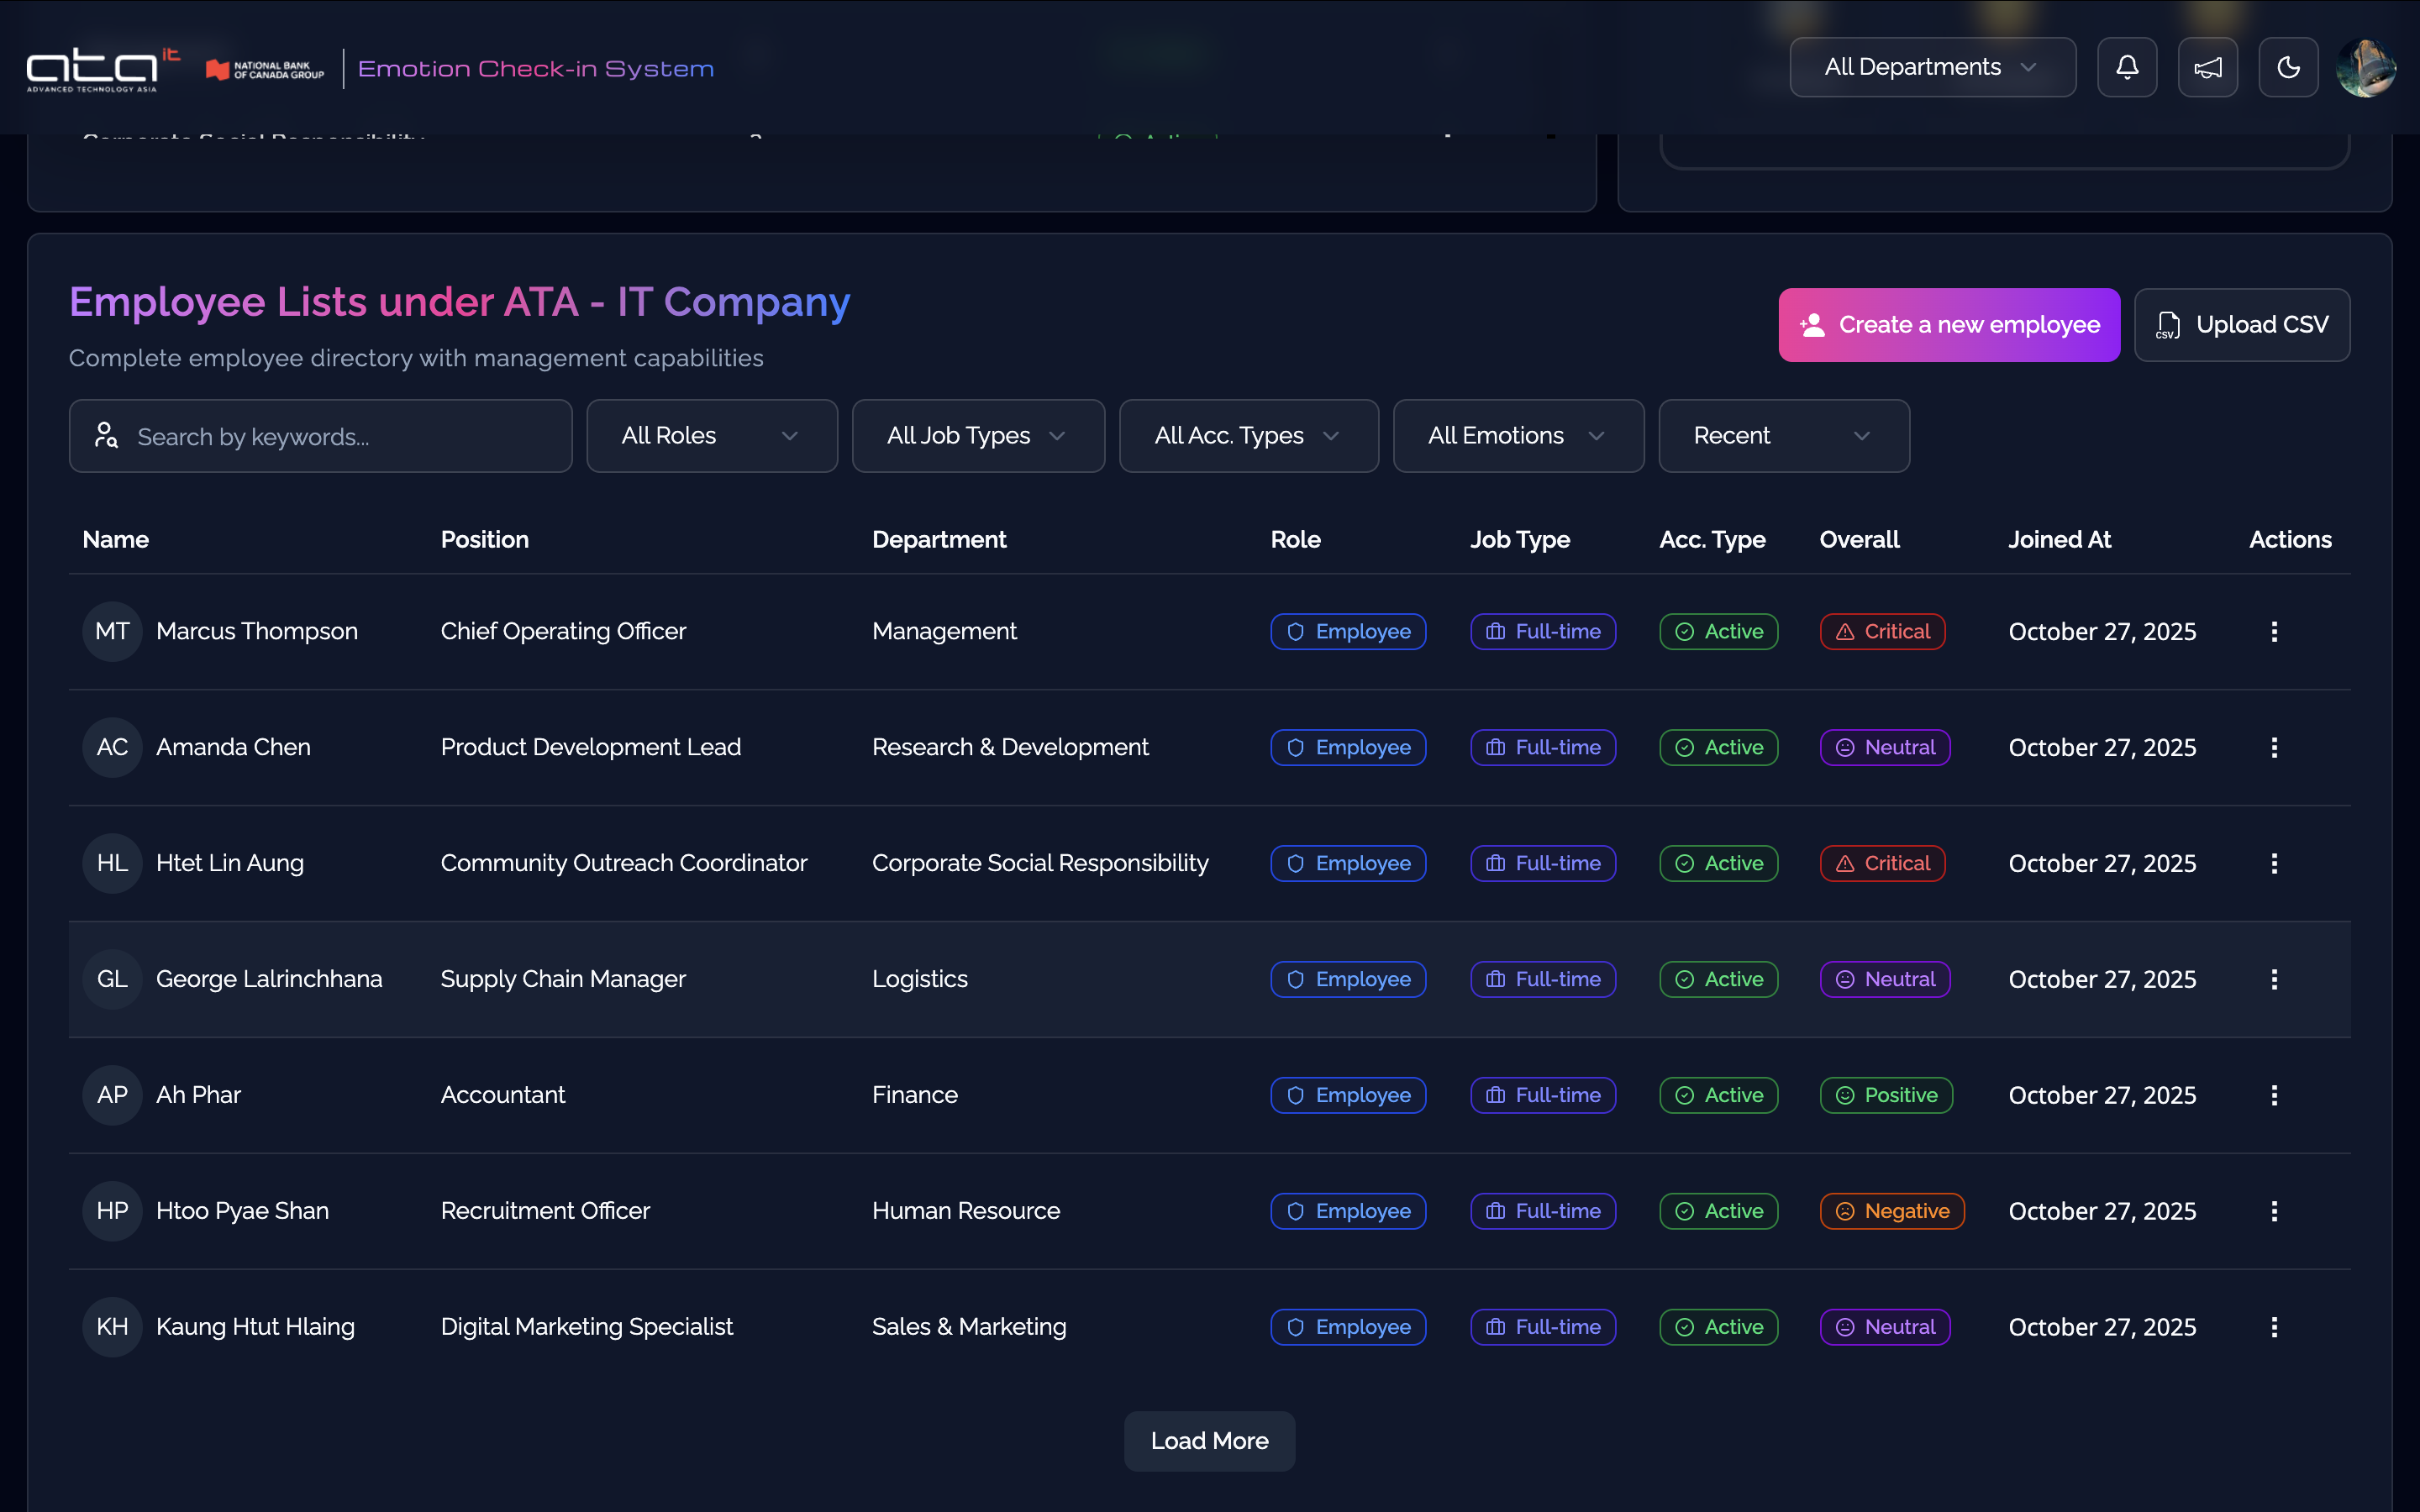 ata it
ADVANCED TECHNOLOGY ASIA
NATIONAL BANK
OF CANADA GROUP
Emotion Check-in System
All Departments
Corporate Social Responsibility
Employee Lists under ATA - IT Company
Complete employee directory with management capabilities
Create a new employee
CSV Upload CSV
Search by keywords...
All Roles
All Job Types
All Acc. Types
All Emotions
Recent
Name Position Department Role Job Type Acc. Type Overall Joined At Actions
MT Marcus Thompson Chief Operating Officer Management Employee Full-time Active Critical October 27, 2025
AC Amanda Chen Product Development Lead Research & Development Employee Full-time Active Neutral October 27, 2025
HL Htet Lin Aung Community Outreach Coordinator Corporate Social Responsibility Employee Full-time Active Critical October 27, 2025
GL George Lalrinchhana Supply Chain Manager Logistics Employee Full-time Active Neutral October 27, 2025
AP Ah Phar Accountant Finance Employee Full-time Active Positive October 27, 2025
HP Htoo Pyae Shan Recruitment Officer Human Resource Employee Full-time Active Negative October 27, 2025
KH Kaung Htut Hlaing Digital Marketing Specialist Sales & Marketing Employee Full-time Active Neutral October 27, 2025
Load More